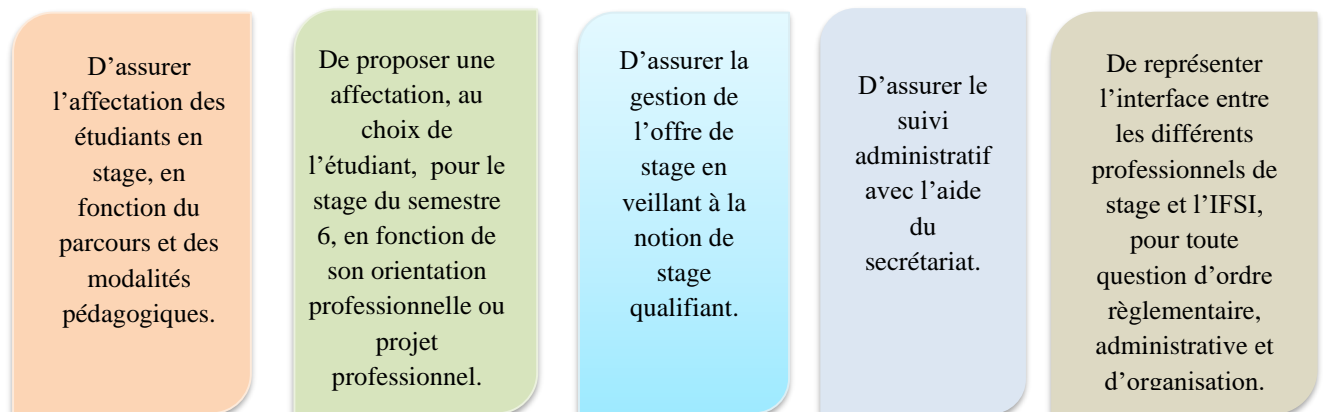 D’assurer
l’affectation des
étudiants en
stage, en
fonction du
parcours et des
modalités
pédagogiques.
De proposer une
affectation, au
choix de
l’étudiant, pour le
stage du semestre
6, en fonction de
son orientation
professionnelle ou
projet
professionnel.
D’assurer la
gestion de
l’offre de
stage en
veillant à la
notion de
stage
qualifiant.
D’assurer le
suivi
administratif
avec l’aide
du
secrétariat.
De représenter
l’interface entre
les différents
professionnels de
stage et l’IFSI,
pour toute
question d’ordre
règlementaire,
administrative et
d’organisation.